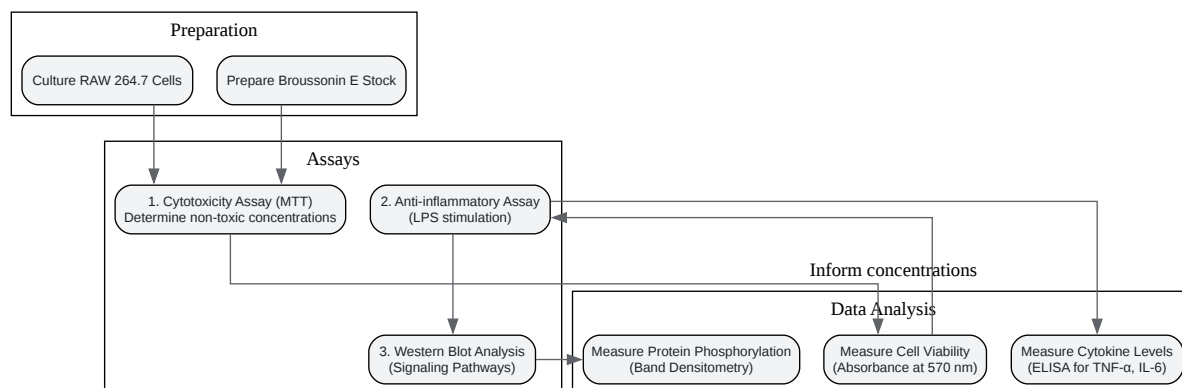 Preparation
Culture RAW 264.7 Cells
Prepare Broussonin E Stock
Assays
1. Cytotoxicity Assay (MTT)
Determine non-toxic concentrations
2. Anti-inflammatory Assay
(LPS stimulation)
Inform concentrations
Data Analysis
3. Western Blot Analysis
(Signaling Pathways)
Measure Protein Phosphorylation
(Band Densitometry)
Measure Cell Viability
(Absorbance at 570 nm)
Measure Cytokine Levels
(ELISA for TNF-α, IL-6)